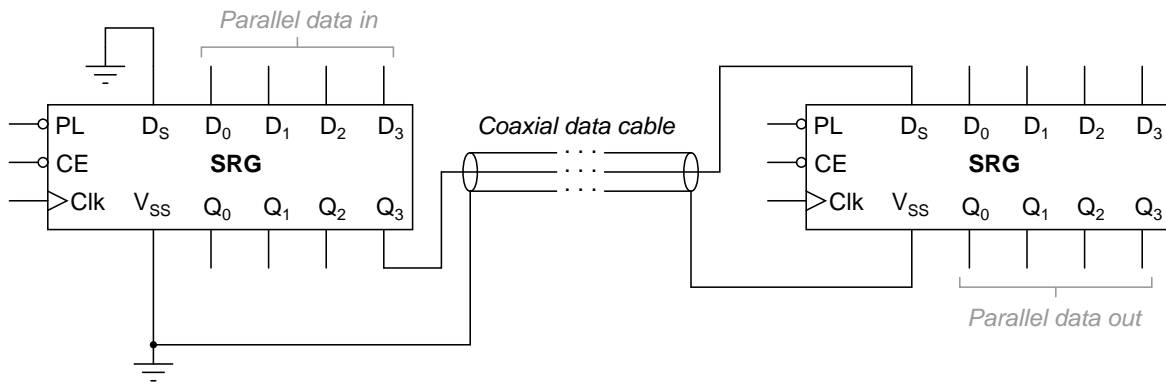 Parallel data in
PL D_S D_0 D_1 D_2 D_3
CE SRG
Clk V_SS Q_0 Q_1 Q_2 Q_3
Coaxial data cable
PL D_S D_0 D_1 D_2 D_3
CE SRG
Clk V_SS Q_0 Q_1 Q_2 Q_3
Parallel data out